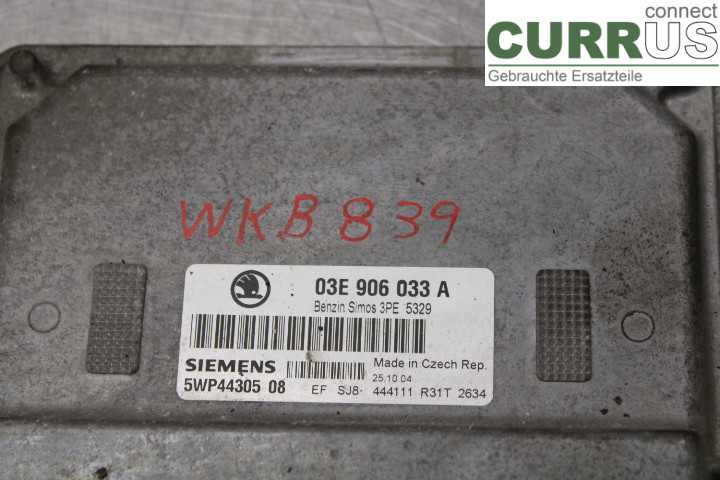 connect
CURRUS
Gebrauchte Ersatzteile
WKB 839
03E 906 033 A
Benzin Simos 3PE 5329
SIEMENS
Made in Czech Rep.
25.10.04
5WP44305 08
EF SJ8- 444111 R31T 2634